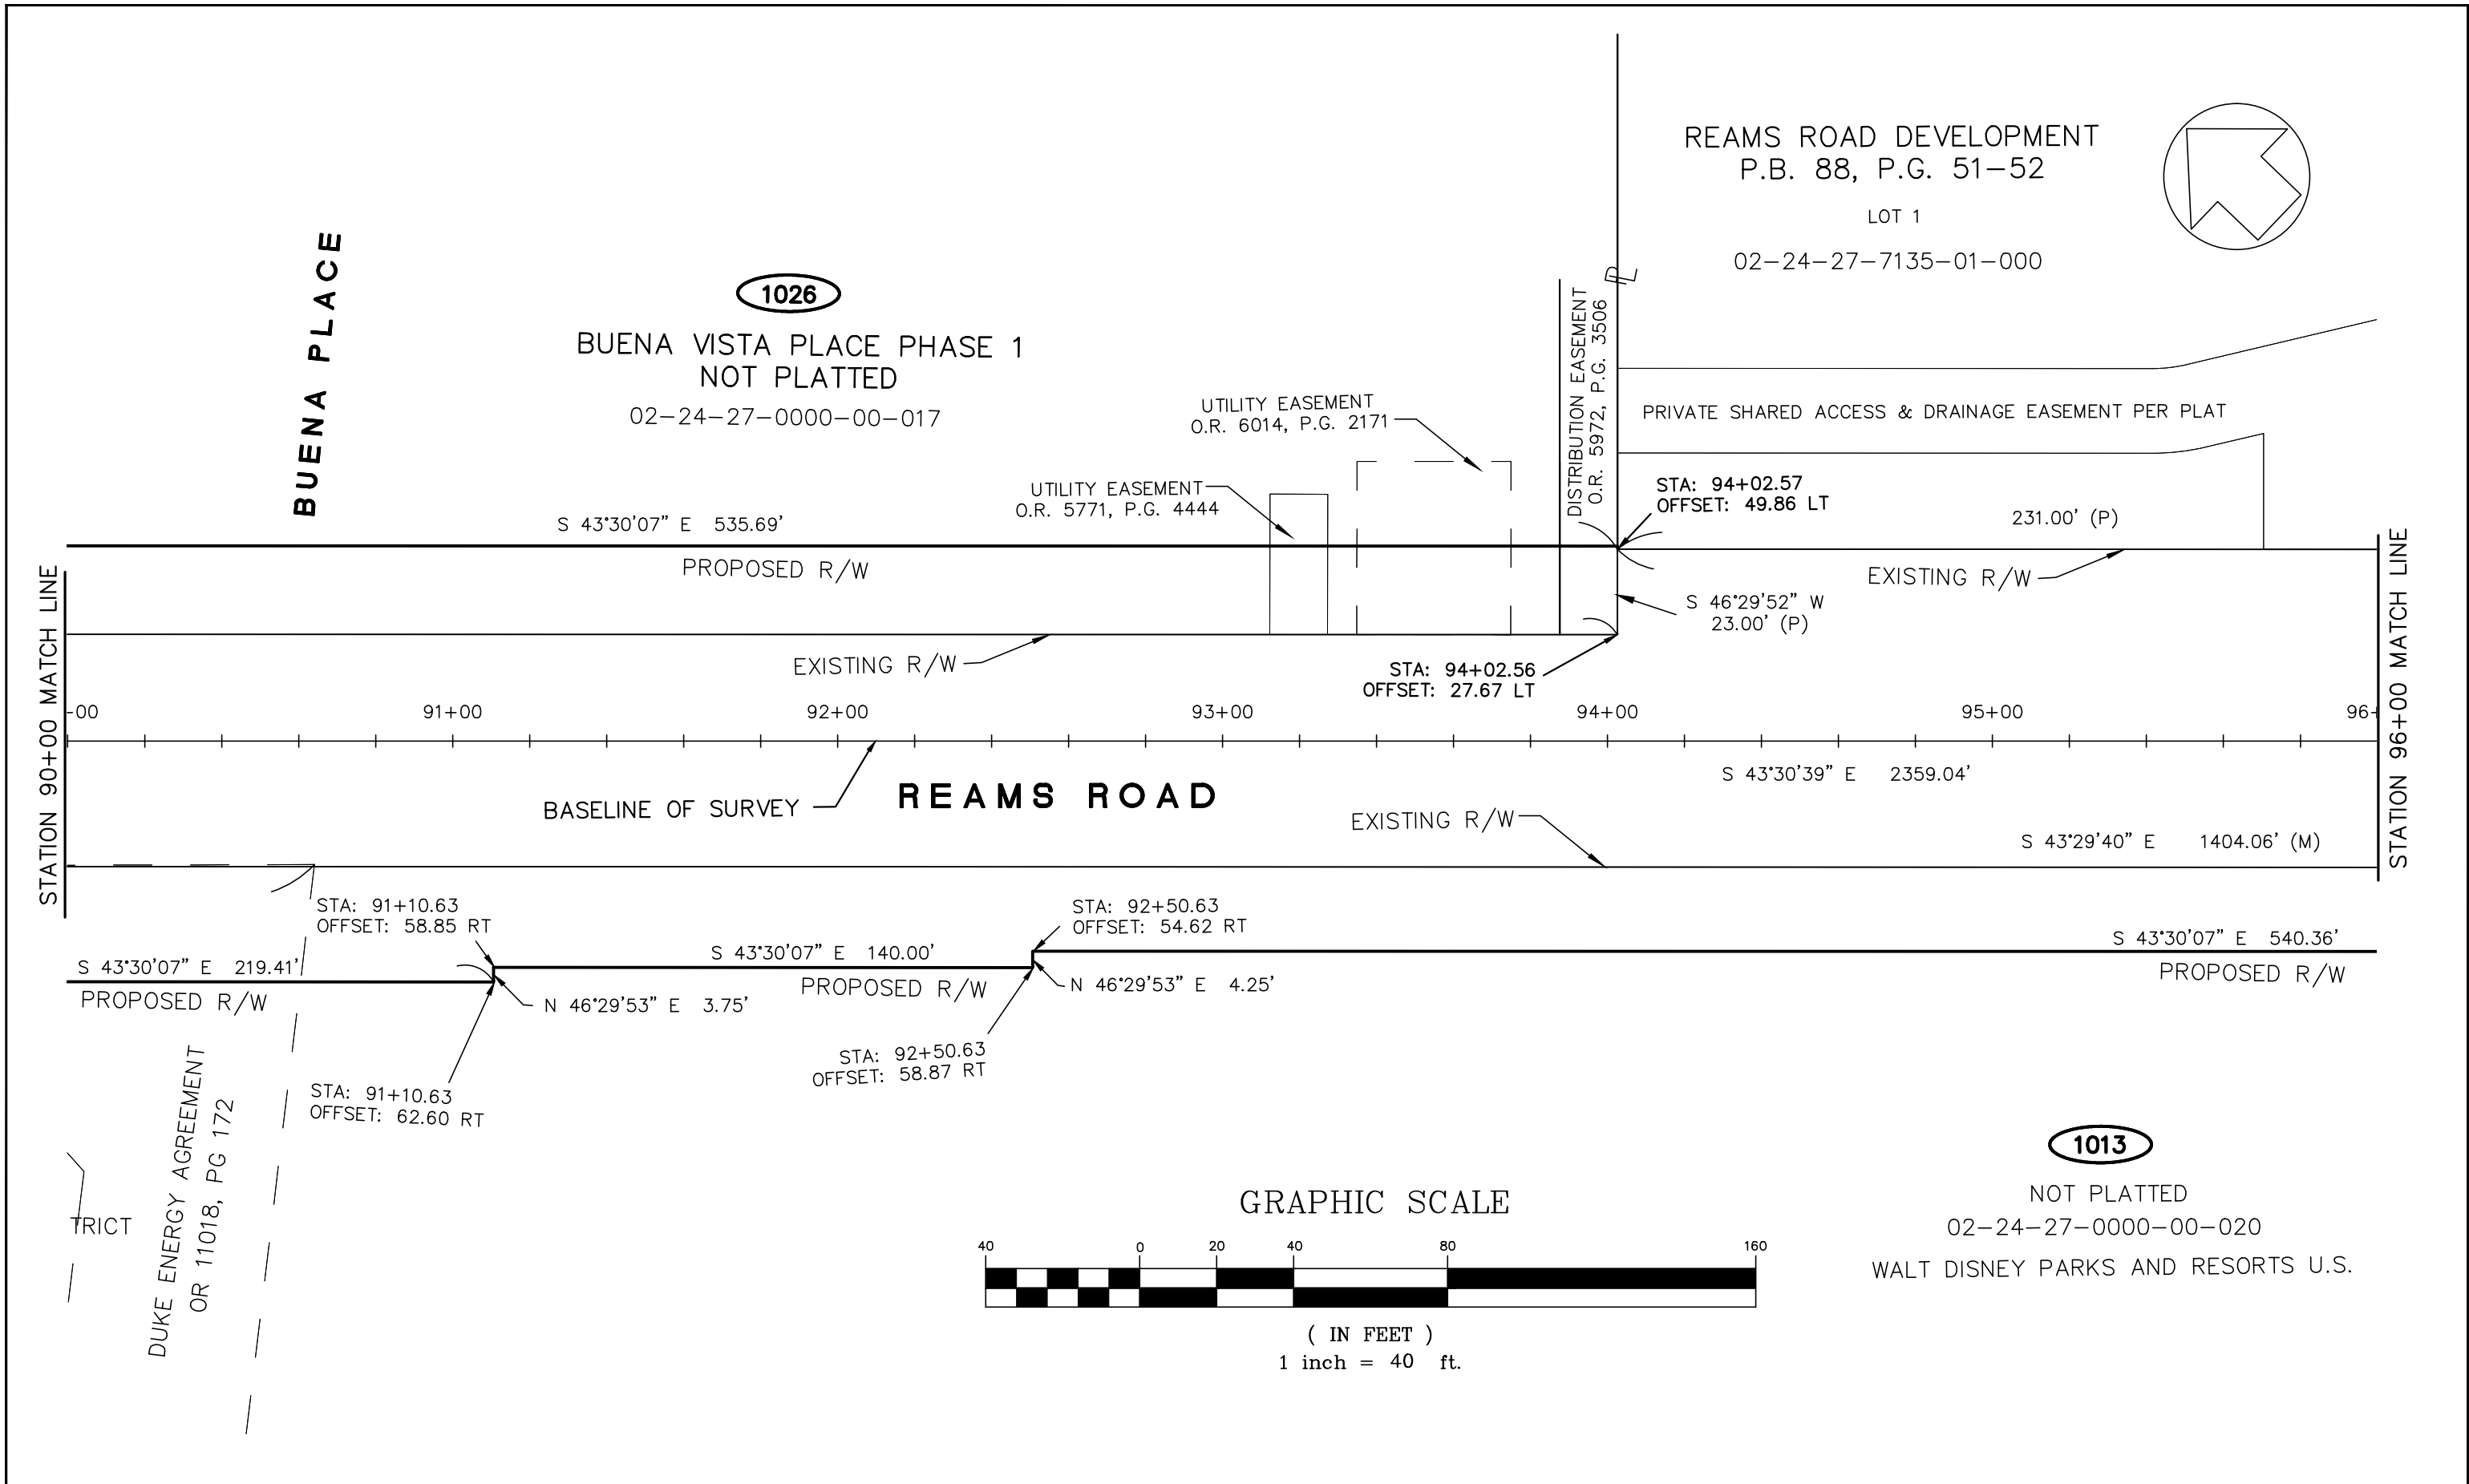 REAMS ROAD DEVELOPMENT
P.B. 88, P.G. 51-52
LOT 1
02-24-27-7135-01-000
BUENA PLACE
1026
BUENA VISTA PLACE PHASE 1
NOT PLATTED
02-24-27-0000-00-017
UTILITY EASEMENT
O.R. 6014, P.G. 2171
UTILITY EASEMENT
O.R. 5771, P.G. 4444
DISTRIBUTION EASEMENT
O.R. 5972, P.G. 3506
PL
PRIVATE SHARED ACCESS & DRAINAGE EASEMENT PER PLAT
STA: 94+02.57
OFFSET: 49.86 LT
231.00' (P)
S 43°30'07" E 535.69'
PROPOSED R/W
EXISTING R/W
S 46°29'52" W
23.00' (P)
EXISTING R/W
STA: 94+02.56
OFFSET: 27.67 LT
STATION 90+00 MATCH LINE
STATION 96+00 MATCH LINE
-00
91+00
92+00
93+00
94+00
95+00
96+
S 43°30'39" E 2359.04'
BASELINE OF SURVEY
REAMS ROAD
EXISTING R/W
S 43°29'40" E 1404.06' (M)
STA: 91+10.63
OFFSET: 58.85 RT
STA: 92+50.63
OFFSET: 54.62 RT
S 43°30'07" E 219.41'
PROPOSED R/W
S 43°30'07" E 140.00'
PROPOSED R/W
S 43°30'07" E 540.36'
PROPOSED R/W
N 46°29'53" E 3.75'
N 46°29'53" E 4.25'
STA: 92+50.63
OFFSET: 58.87 RT
STA: 91+10.63
OFFSET: 62.60 RT
DUKE ENERGY AGREEMENT
OR 11018, PG 172
TRICT
1013
NOT PLATTED
02-24-27-0000-00-020
WALT DISNEY PARKS AND RESORTS U.S.
GRAPHIC SCALE
40 0 20 40 80 160
( IN FEET )
1 inch = 40 ft.